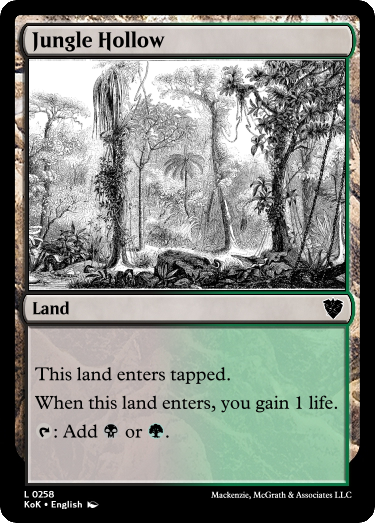 Jungle Hollow
Land
This land enters tapped.
When this land enters, you gain 1 life.
: Add or .
L 0258
KoK • English
Mackenzie, McGrath & Associates LLC